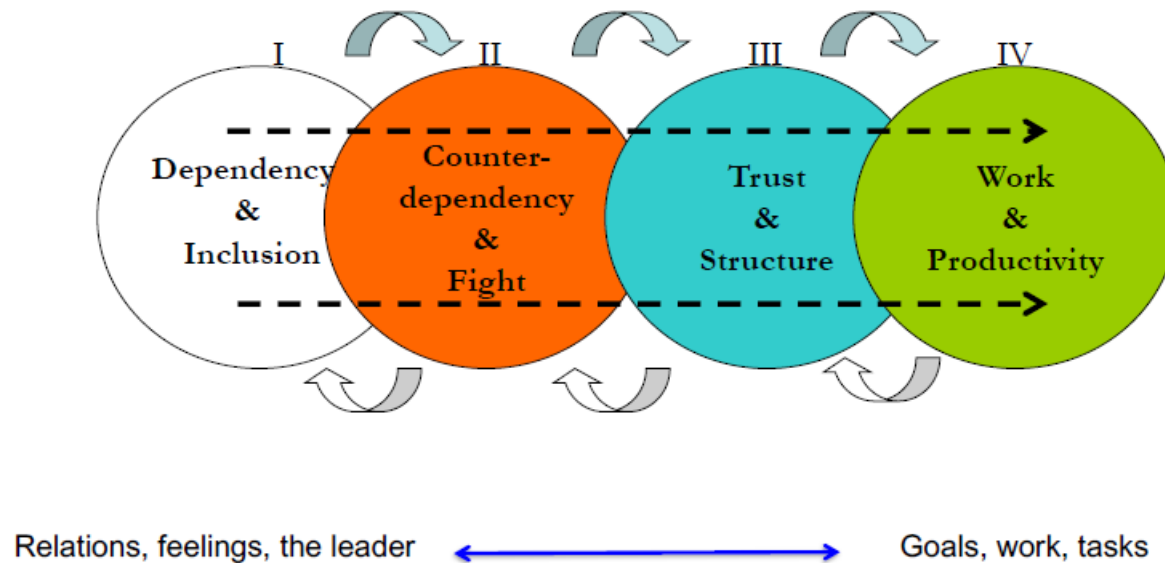 I
II
III
IV
Dependency
&
Inclusion
Counter-
dependency
&
Fight
Trust
&
Structure
Work
&
Productivity
Relations, feelings, the leader
Goals, work, tasks